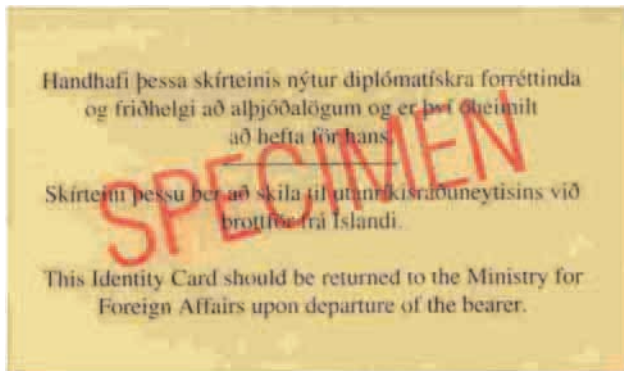 Handhafi þessa skírteinis nýtur diplómatískra forréttinda
og friðhelgi að alþjóðalögum og er því óheimilt
að hefta för hans.
Skírteini þessu ber að skila til utanríkisráðuneytisins við
brottför frá Íslandi.
This Identity Card should be returned to the Ministry for
Foreign Affairs upon departure of the bearer.
SPECIMEN